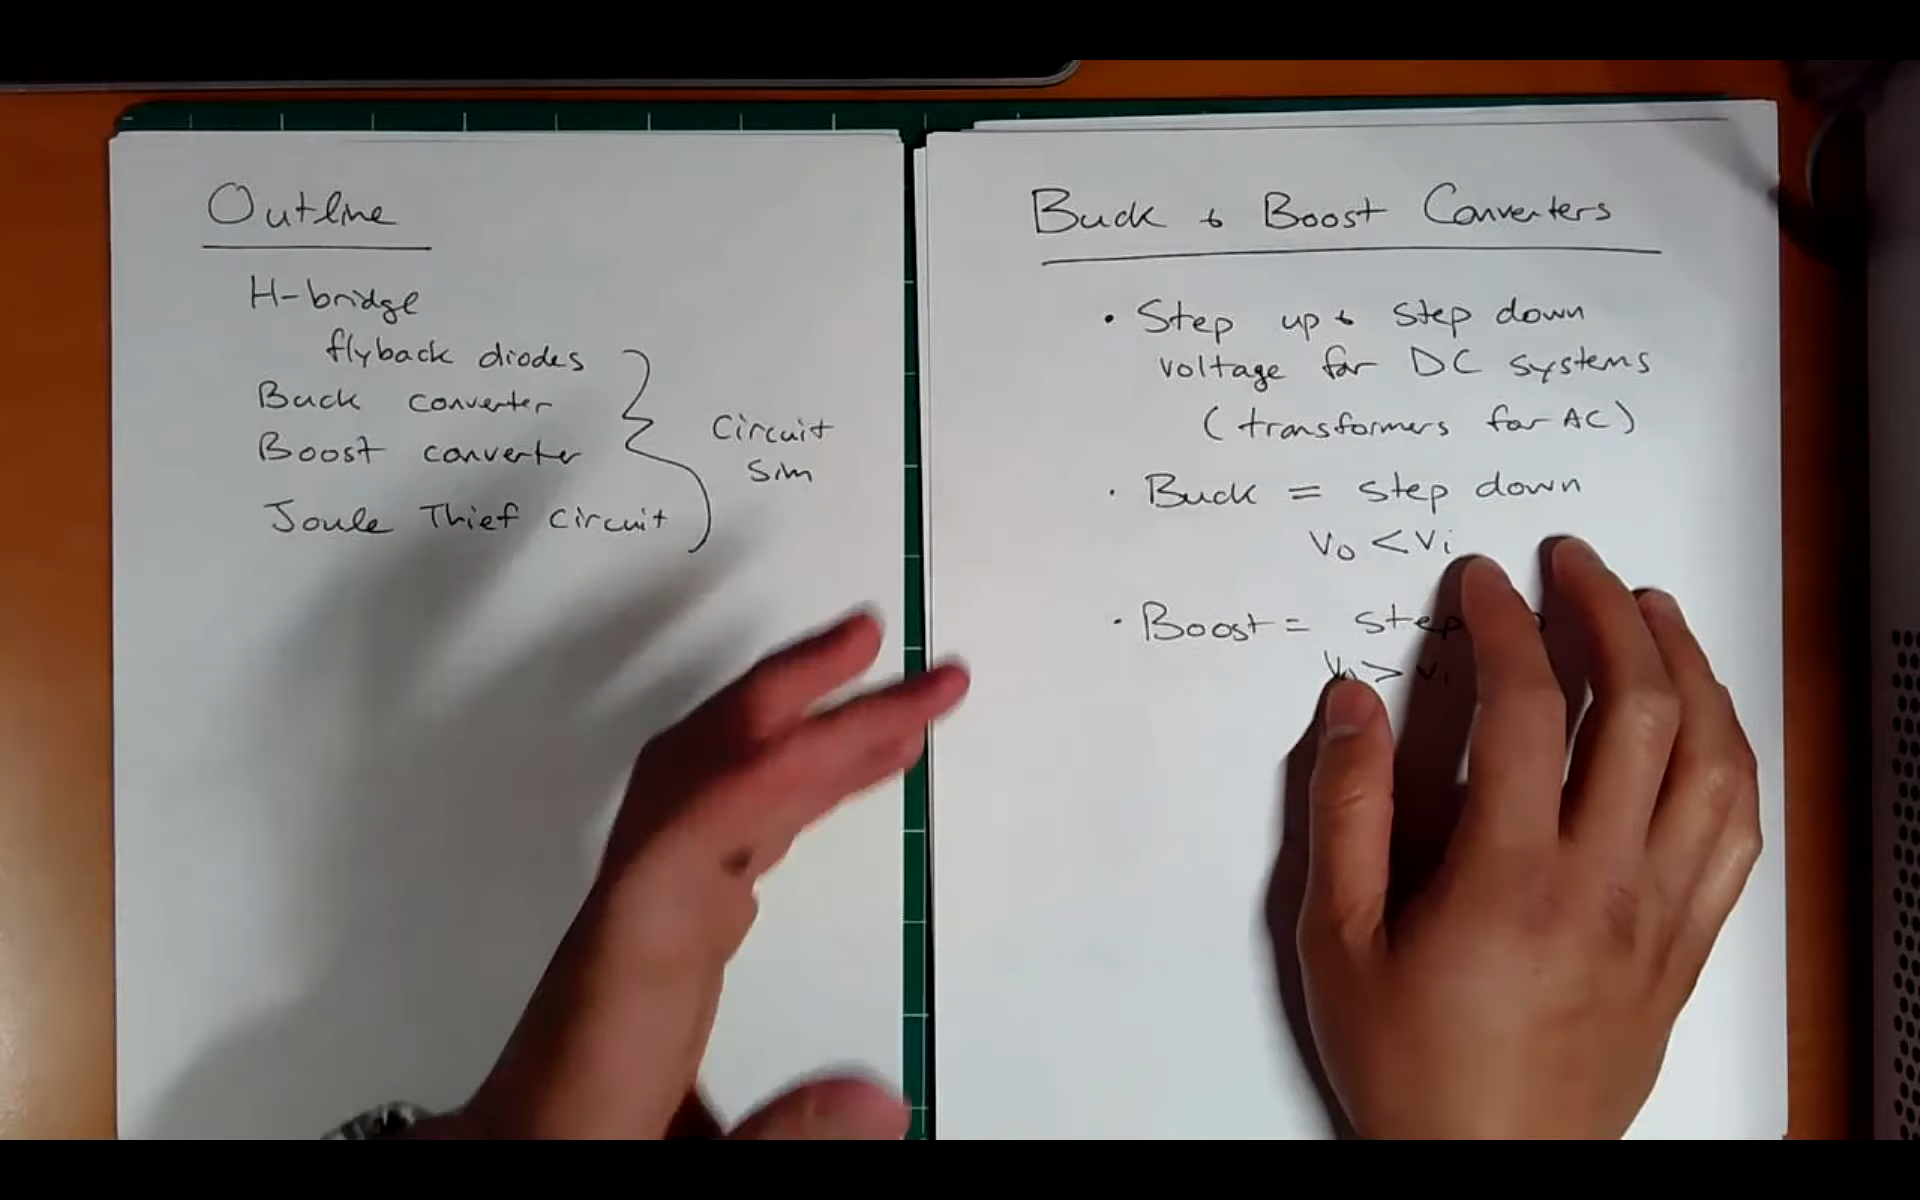 Outline
H-bridge
flyback diodes
Buck converter
Boost converter
Joule Thief Circuit
Circuit
Sim
Buck & Boost Converters
• Step up & step down
voltage for DC systems
(transformers for AC)
• Buck = step down
Vo < Vi
• Boost = step
> Vi